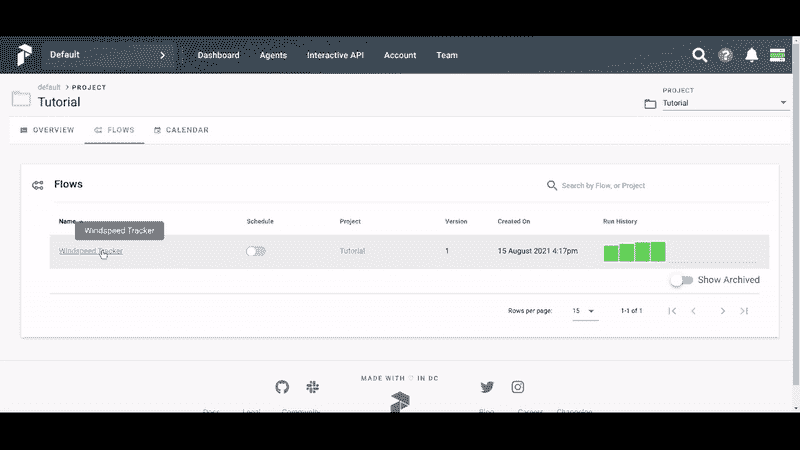 Default
Dashboard Agents Interactive API Account Team
default > PROJECT
Tutorial
PROJECT
Tutorial
OVERVIEW FLOWS CALENDAR
Flows
Search by Flow, or Project
Name Schedule Project Version Created On Run History
Windspeed Tracker
Windspeed Tracker Tutorial 1 15 August 2021 4:17pm
Show Archived
Rows per page: 15 1-1 of 1
MADE WITH ♡ IN DC
Docs Legal Community Blog Careers Changelog